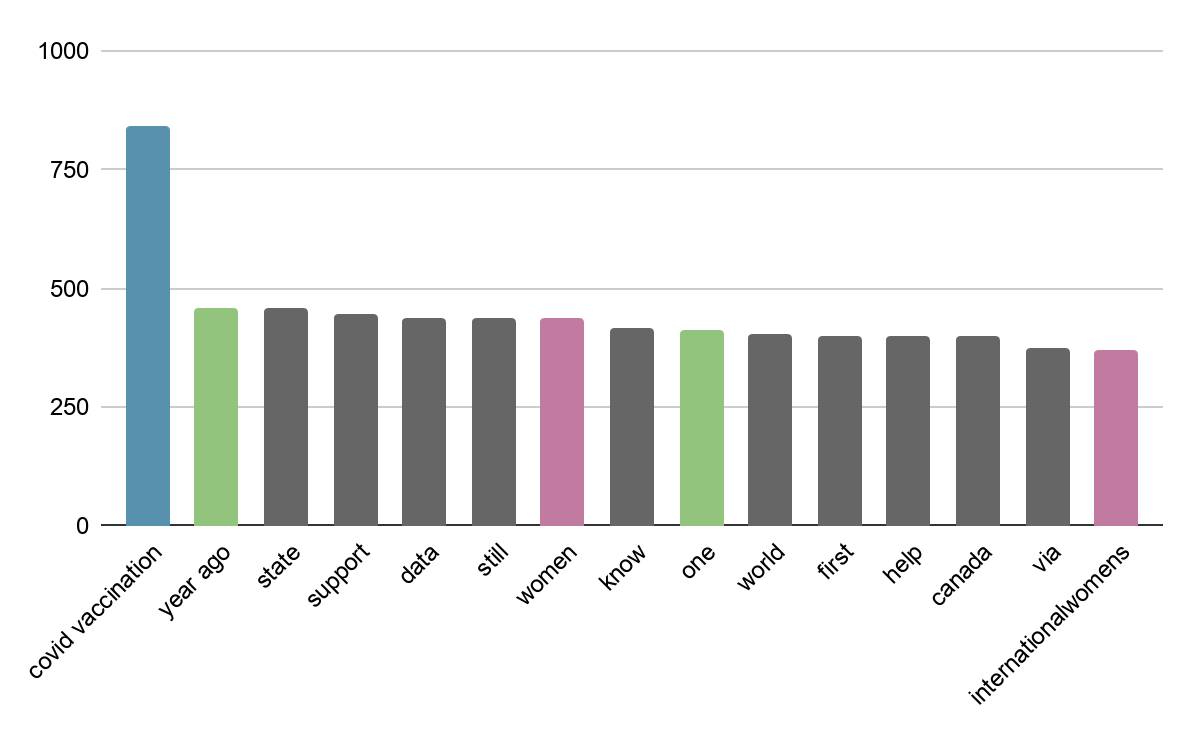 1000
750
500
250
0
covid vaccination
year ago
state
support
data
still
women
know
one
world
first
help
canada
via
internationalwomens